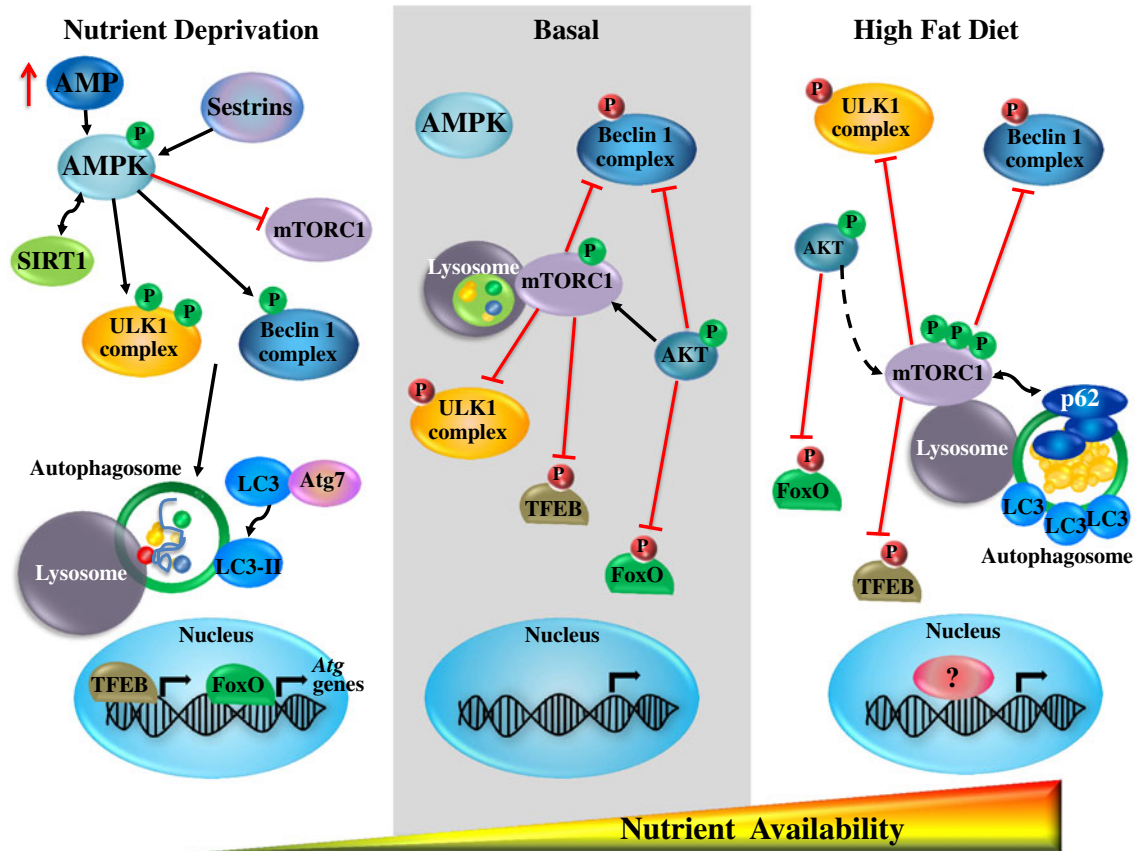 Nutrient Deprivation
AMP
Sestrins
P
AMPK
mTORC1
SIRT1
P
P
ULK1
complex
P
Beclin 1
complex
Autophagosome
LC3
Atg7
LC3-II
Lysosome
Nucleus
TFEB
FoxO
Atg
genes
Basal
AMPK
P
Beclin 1
complex
Lysosome
P
mTORC1
P
AKT
P
ULK1
complex
P
TFEB
P
FoxO
Nucleus
High Fat Diet
P
ULK1
complex
P
Beclin 1
complex
P
AKT
P
P
P
mTORC1
p62
Lysosome
P
FoxO
LC3
LC3
LC3
Autophagosome
P
TFEB
Nucleus
?
Nutrient Availability